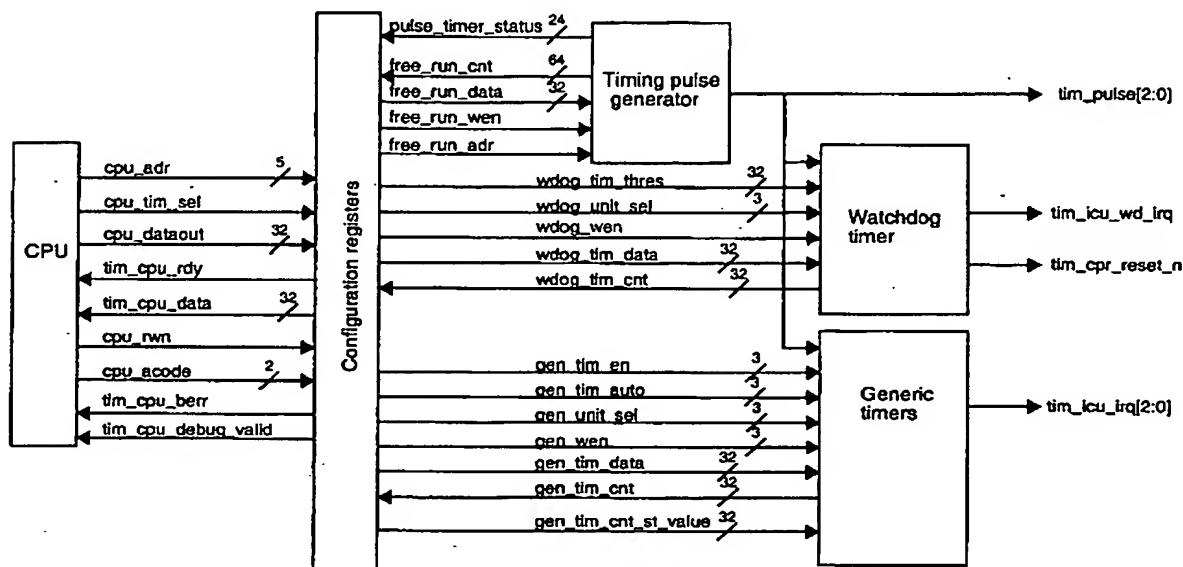 pulse_timer_status 24
free_run_cnt 64
free_run_data 32
free_run_wen
free_run_adr
Timing pulse
generator
tim_pulse[2:0]
CPU
cpu_adr 5
cpu_tim_sel
cpu_dataout 32
tim_cpu_rdy
tim_cpu_data 32
cpu_rwn
cpu_acode 2
tim_cpu_berr
tim_cpu_debug_valid
Configuration registers
wdog_tim_thres 32
wdog_unit_sel 3
wdog_wen
wdog_tim_data 32
wdog_tim_cnt 32
Watchdog
timer
tim_icu_wd_irq
tim_cpr_reset_n
gen_tim_en 3
gen_tim_auto 3
gen_unit_sel 3
gen_wen 3
gen_tim_data 32
gen_tim_cnt 32
gen_tim_cnt_st_value 32
Generic
timers
tim_icu_irq[2:0]